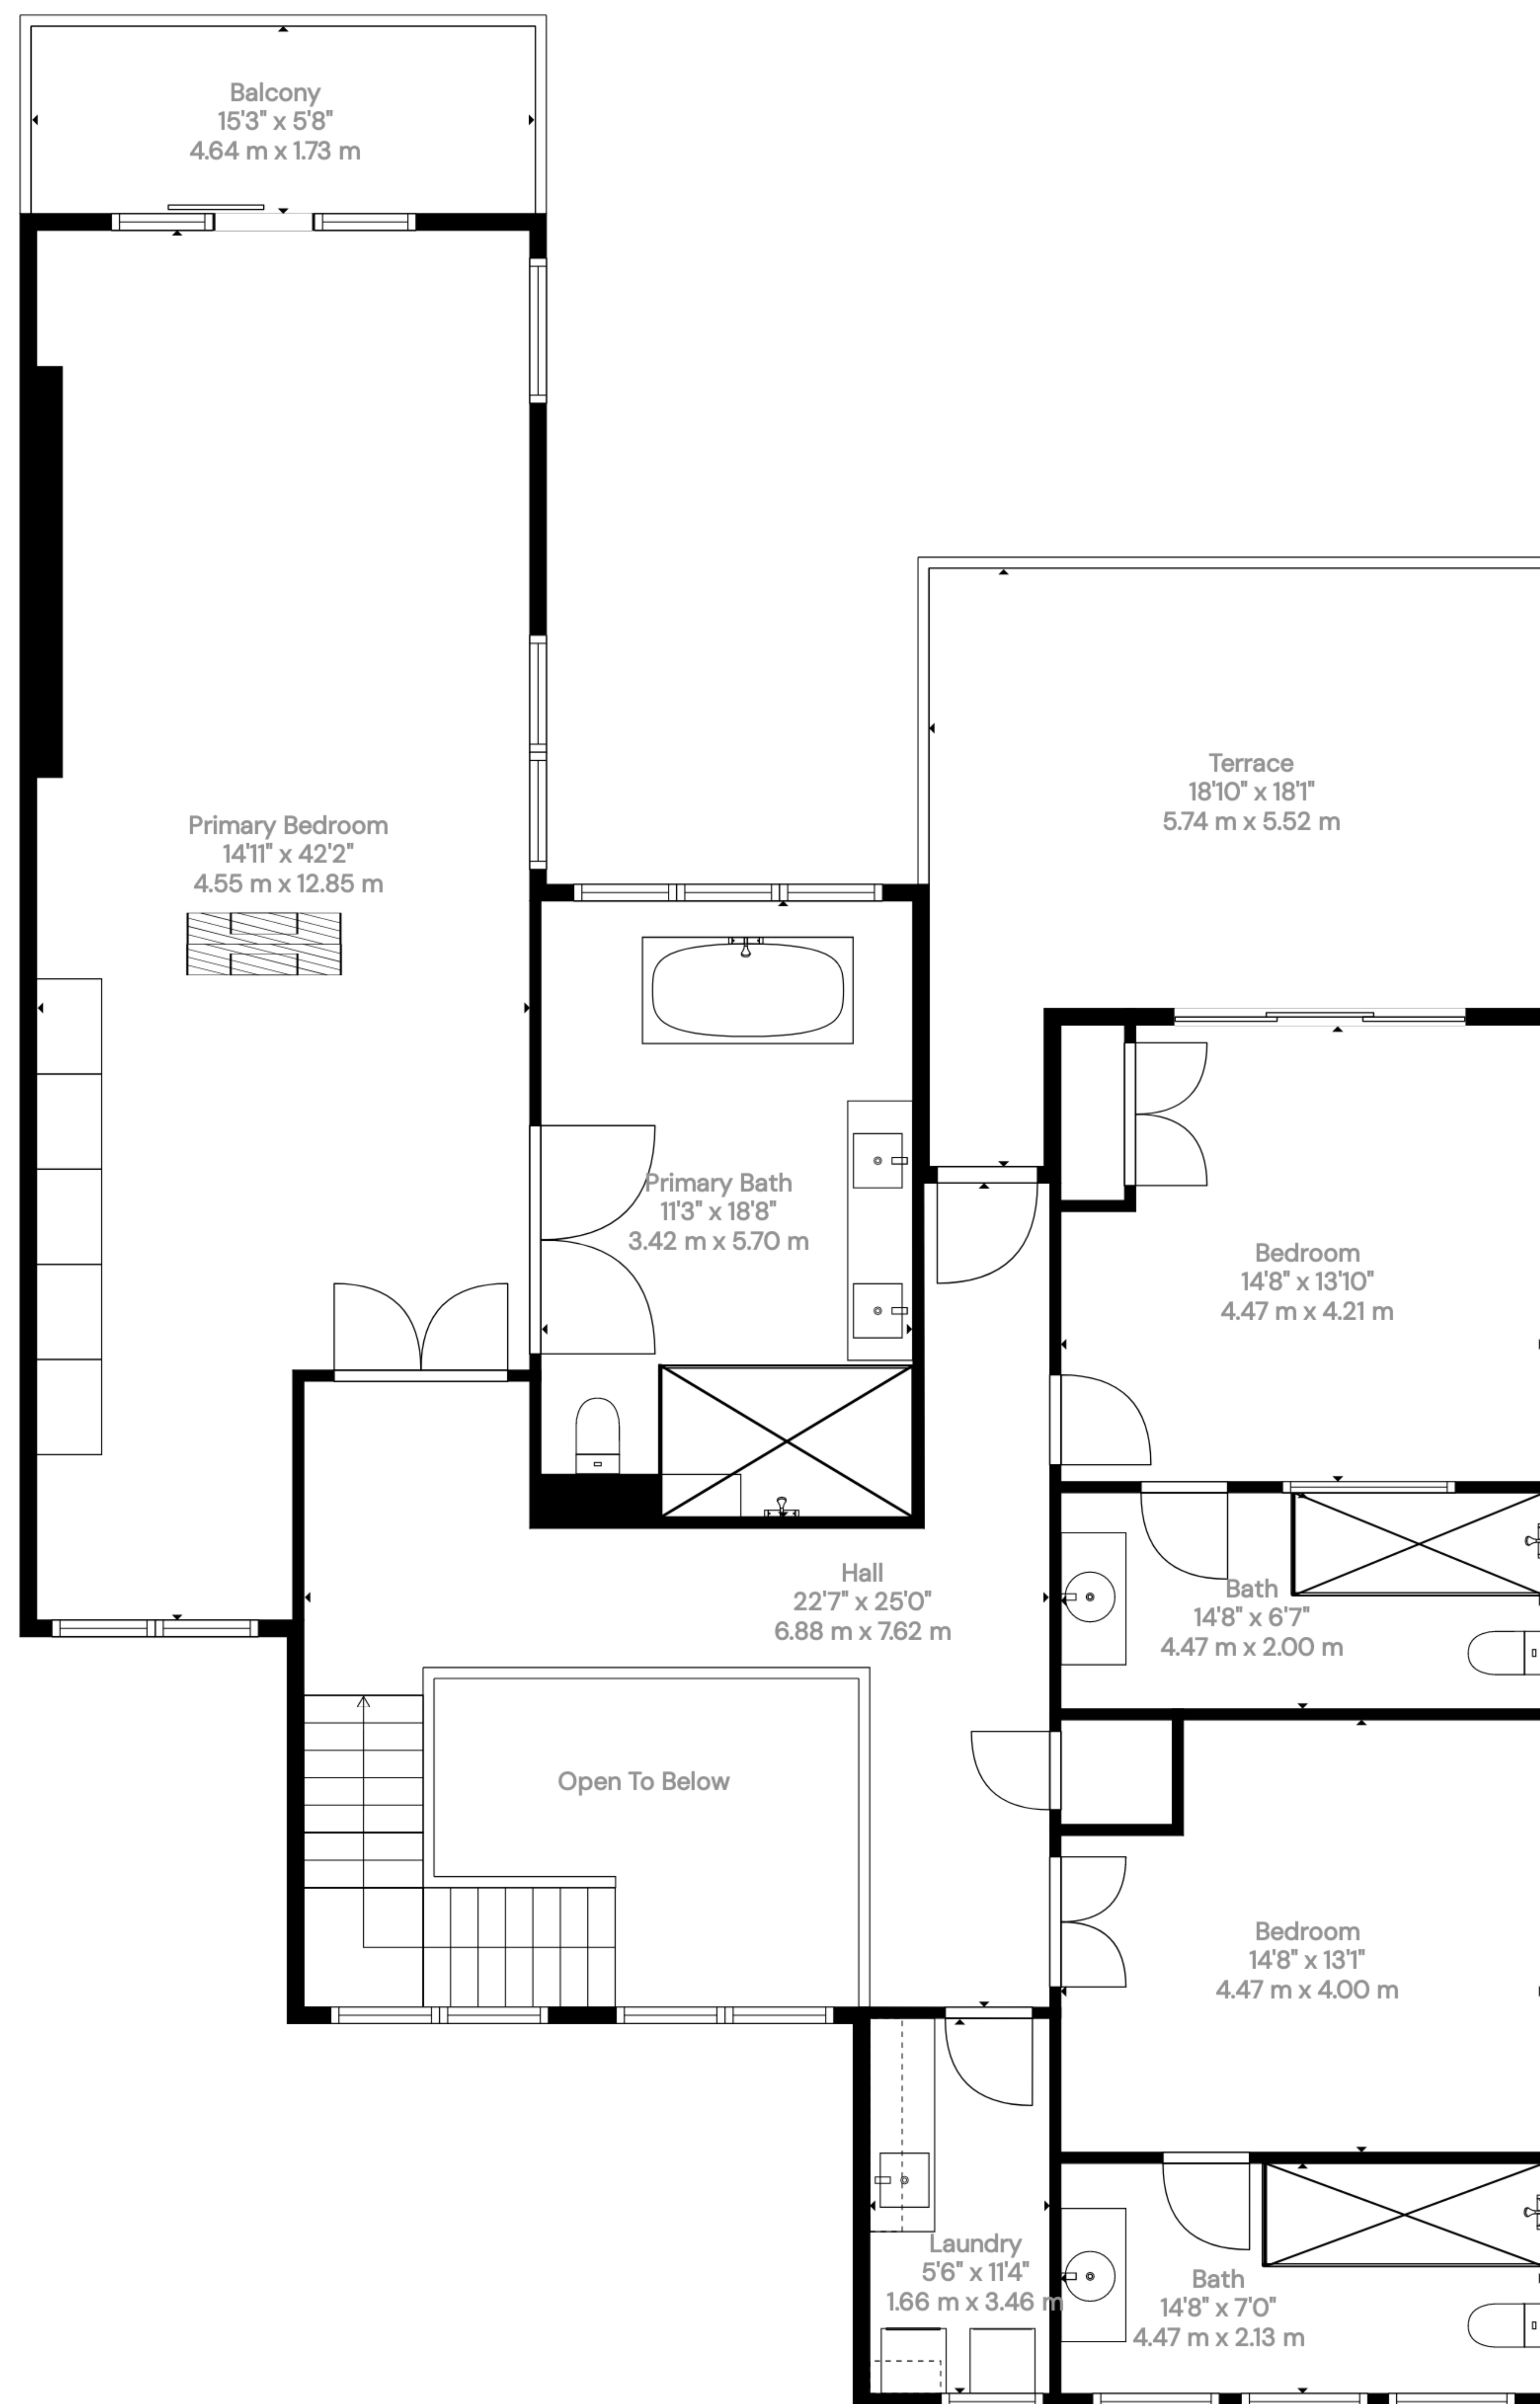 Balcony
15'3" x 5'8"
4.64 m x 1.73 m
Terrace
18'10" x 18'1"
5.74 m x 5.52 m
Primary Bedroom
14'11" x 42'2"
4.55 m x 12.85 m
Primary Bath
11'3" x 18'8"
3.42 m x 5.70 m
Bedroom
14'8" x 13'10"
4.47 m x 4.21 m
Hall
22'7" x 25'0"
6.88 m x 7.62 m
Bath
14'8" x 6'7"
4.47 m x 2.00 m
Open To Below
Bedroom
14'8" x 13'1"
4.47 m x 4.00 m
Laundry
5'6" x 11'4"
1.66 m x 3.46 m
Bath
14'8" x 7'0"
4.47 m x 2.13 m